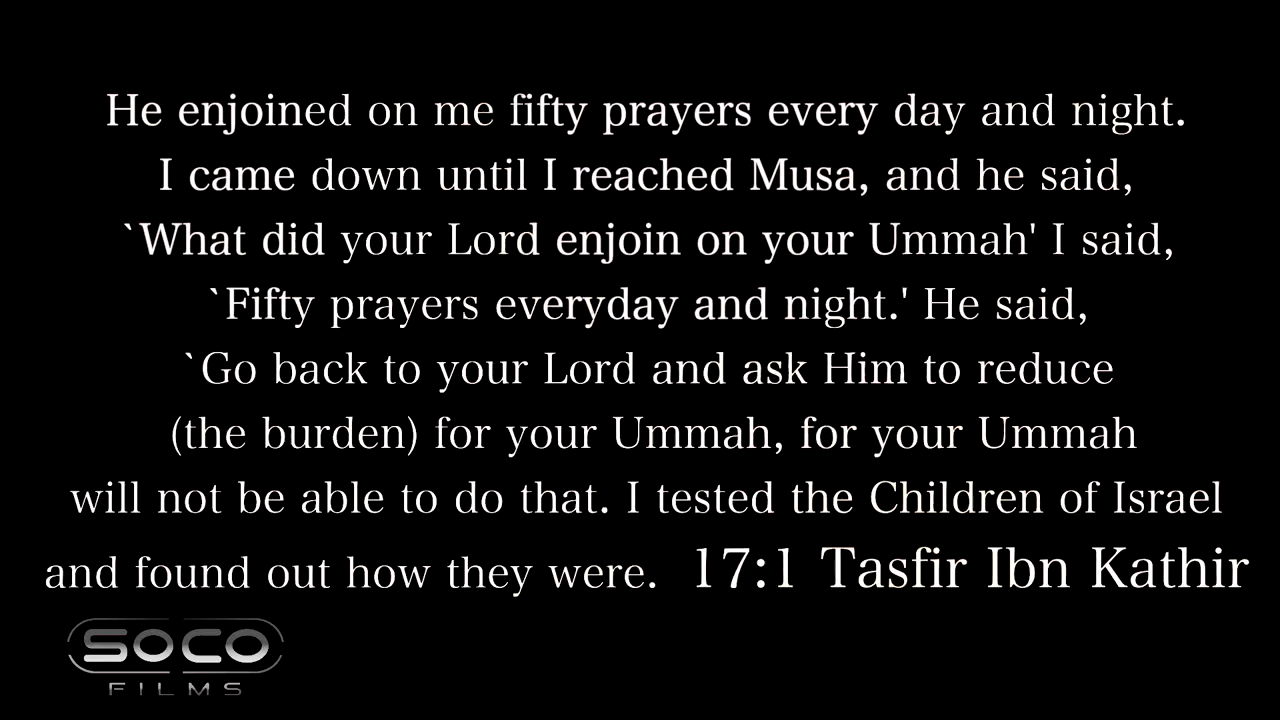 He enjoined on me fifty prayers every day and night.
I came down until I reached Musa, and he said,
`What did your Lord enjoin on your Ummah' I said,
`Fifty prayers everyday and night.' He said,
`Go back to your Lord and ask Him to reduce
(the burden) for your Ummah, for your Ummah
will not be able to do that. I tested the Children of Israel
and found out how they were. 17:1 Tasfir Ibn Kathir
SOCO
FILMS